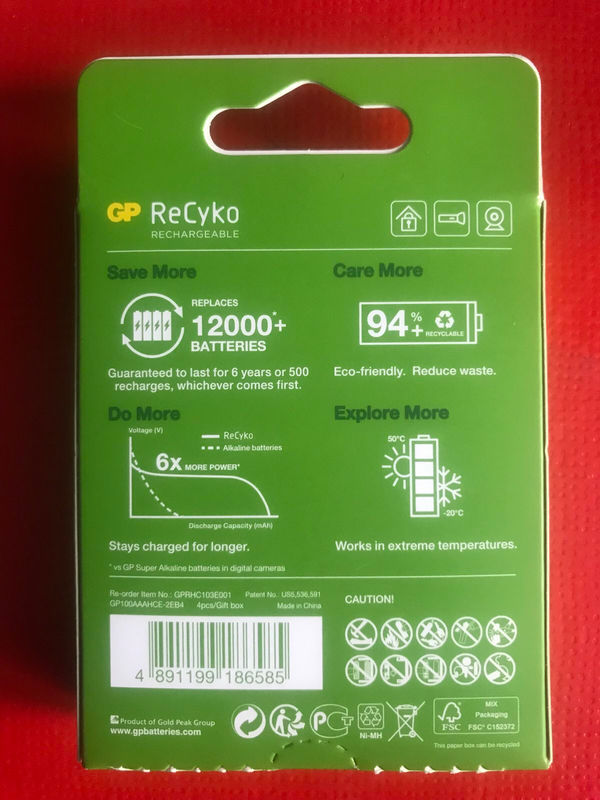 GP ReCyko
RECHARGEABLE
Save More
REPLACES
12000*+
BATTERIES
Guaranteed to last for 6 years or 500
recharges, whichever comes first.
Care More
94%+
RECYCLABLE
Eco-friendly. Reduce waste.
Do More
Voltage (V)
ReCyko
Alkaline batteries
6x MORE POWER*
Discharge Capacity (mAh)
Stays charged for longer.
* vs GP Super Alkaline batteries in digital cameras
Explore More
50°C
-20°C
Works in extreme temperatures.
Re-order Item No.: GPRHC103E001 Patent No.: US5,536,591
GP100AAAHCE-2EB4 4pcs/Gift box Made in China
4 891199 186585
CAUTION!
Product of Gold Peak Group
www.gpbatteries.com
Ni-MH
FSC
MIX
Packaging
FSC® C152372
This paper box can be recycled